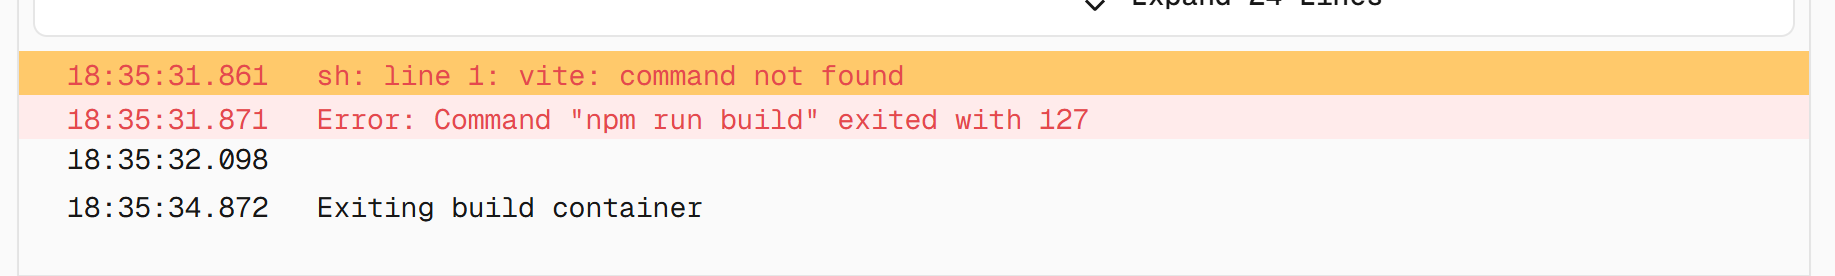 Expand 24 Lines
18:35:31.861 sh: line 1: vite: command not found
18:35:31.871 Error: Command "npm run build" exited with 127
18:35:32.098
18:35:34.872 Exiting build container